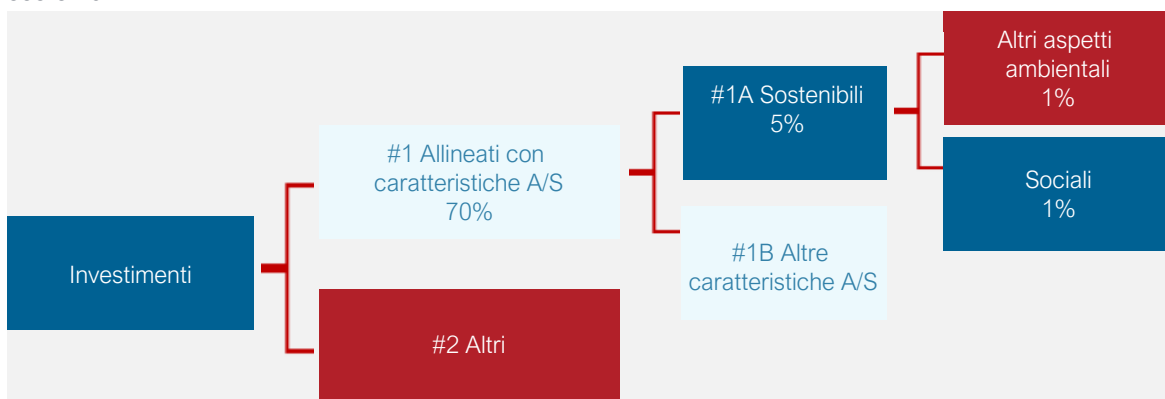 Investimenti
#1 Allineati con
caratteristiche A/S
70%
#2 Altri
#1A Sostenibili
5%
#1B Altre
caratteristiche A/S
Altri aspetti
ambientali
1%
Sociali
1%